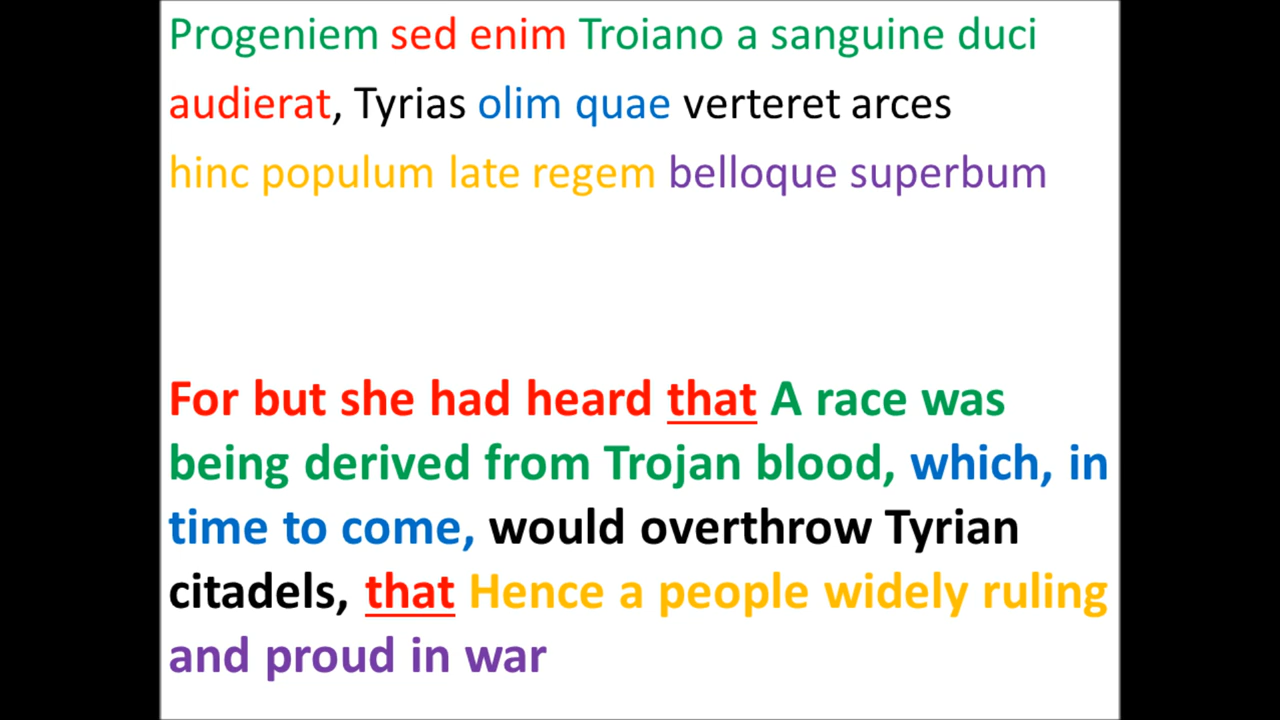 Progeniem sed enim Troiano a sanguine duci
audierat, Tyrias olim quae verteret arces
hinc populum late regem belloque superbum
For but she had heard that A race was
being derived from Trojan blood, which, in
time to come, would overthrow Tyrian
citadels, that Hence a people widely ruling
and proud in war